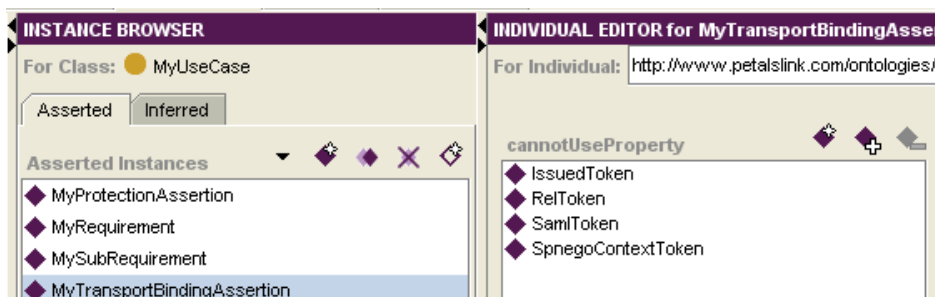 INSTANCE BROWSER
For Class: MyUseCase
Asserted Inferred
Asserted Instances
MyProtectionAssertion
MyRequirement
MySubRequirement
MyTransportBindingAssertion
INDIVIDUAL EDITOR for MyTransportBindingAsser
For Individual: http://www.petalslink.com/ontologies/
cannotUseProperty
IssuedToken
RelToken
SamlToken
SpnegoContextToken